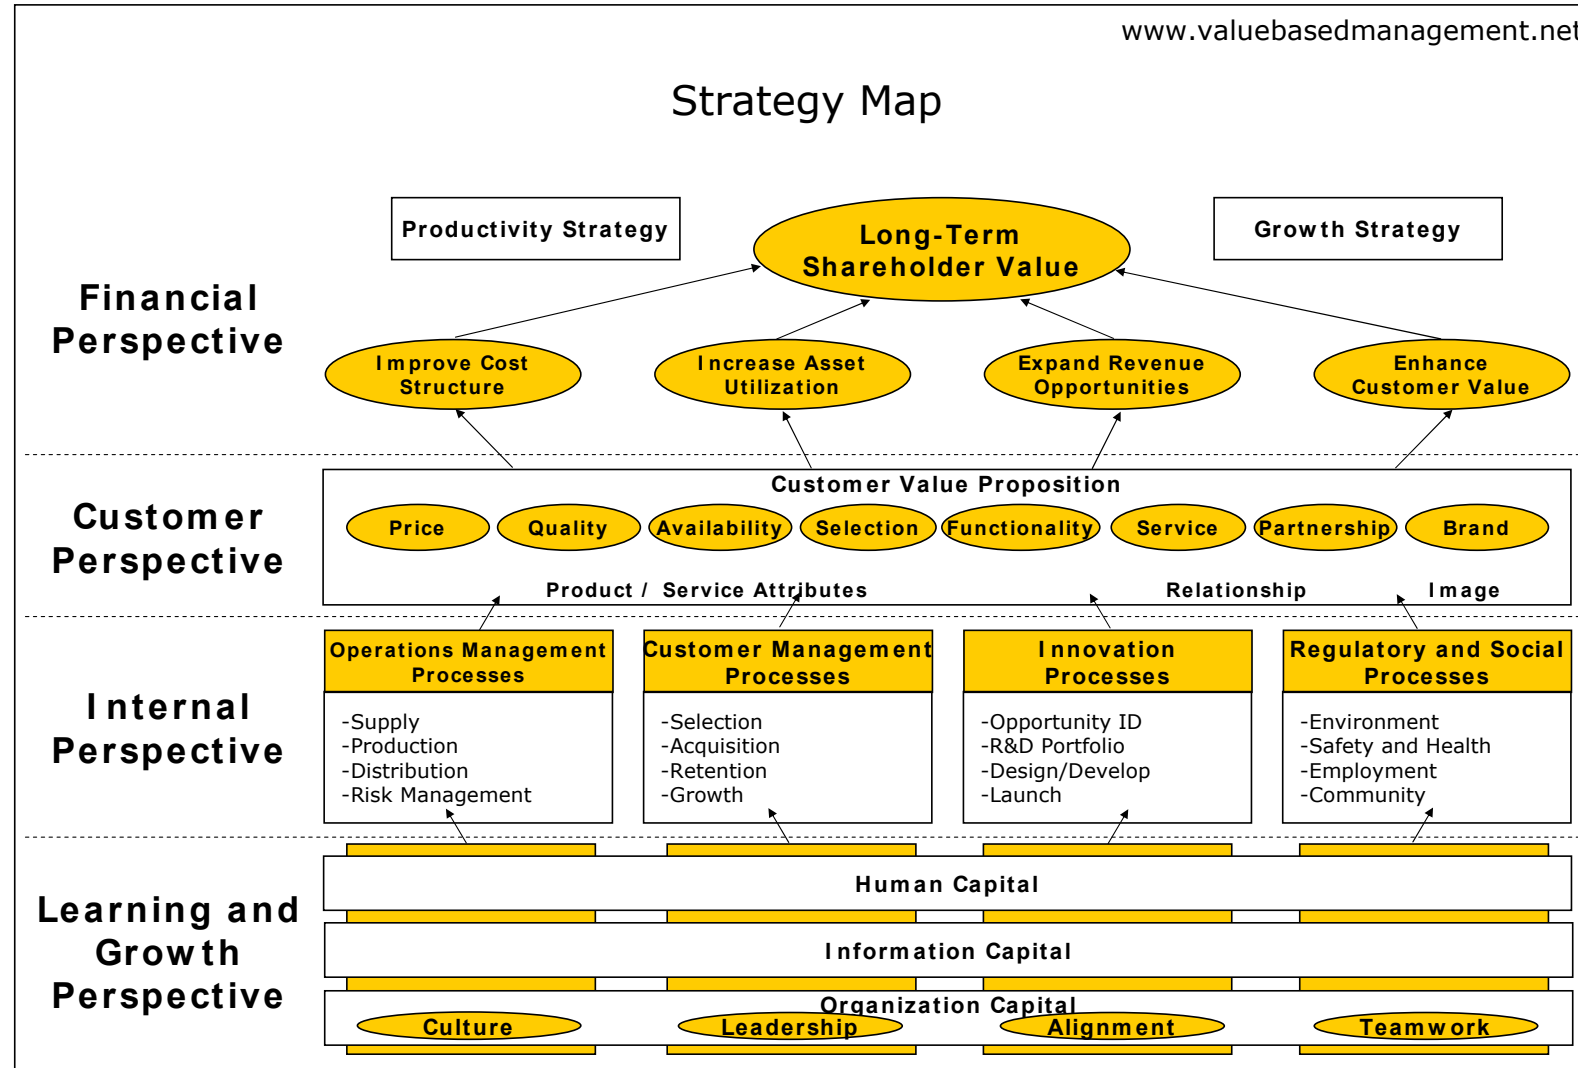 www.valuebasedmanagement.net
Strategy Map
Productivity Strategy
Long-Term
Shareholder Value
Growth Strategy
Financial
Perspective
Improve Cost
Structure
Increase Asset
Utilization
Expand Revenue
Opportunities
Enhance
Customer Value
Customer
Perspective
Customer Value Proposition
Price
Quality
Availability
Selection
Functionality
Service
Partnership
Brand
Product / Service Attributes
Relationship
Image
Internal
Perspective
Operations Management
Processes
-Supply
-Production
-Distribution
-Risk Management
Customer Management
Processes
-Selection
-Acquisition
-Retention
-Growth
Innovation
Processes
-Opportunity ID
-R&D Portfolio
-Design/Develop
-Launch
Regulatory and Social
Processes
-Environment
-Safety and Health
-Employment
-Community
Learning and
Growth
Perspective
Human Capital
Information Capital
Organization Capital
Culture
Leadership
Alignment
Teamwork